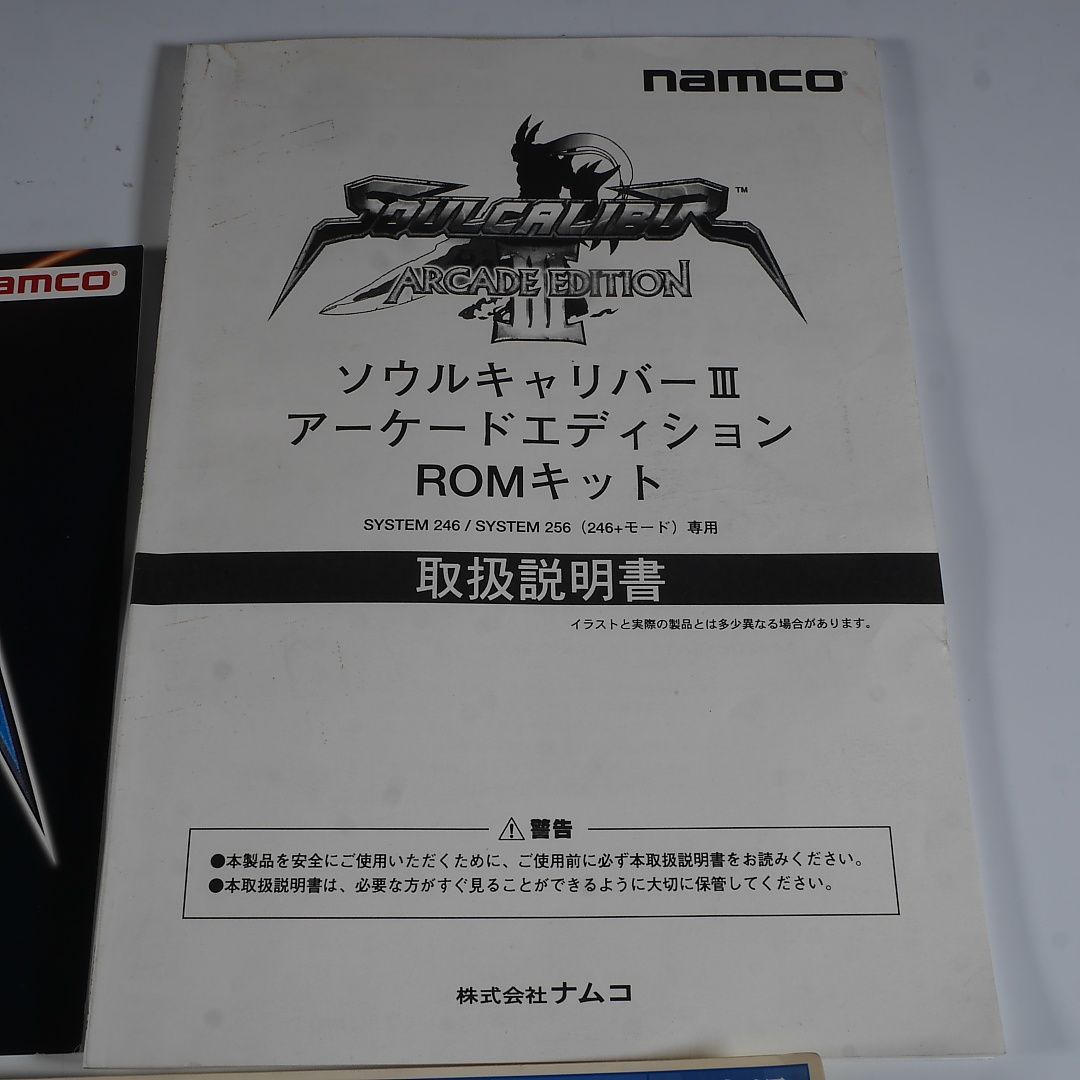 namco
SOULCALIBUR™
III
ARCADE EDITION
ソウルキャリバーⅢ
アーケードエディション
ROMキット
SYSTEM 246 / SYSTEM 256（246+モード）専用
取扱説明書
イラストと実際の製品とは多少異なる場合があります。
⚠警告
●本製品を安全にご使用いただくために、ご使用前に必ず本取扱説明書をお読みください。
●本取扱説明書は、必要な方がすぐ見ることができるように大切に保管してください。
株式会社ナムコ
amco®